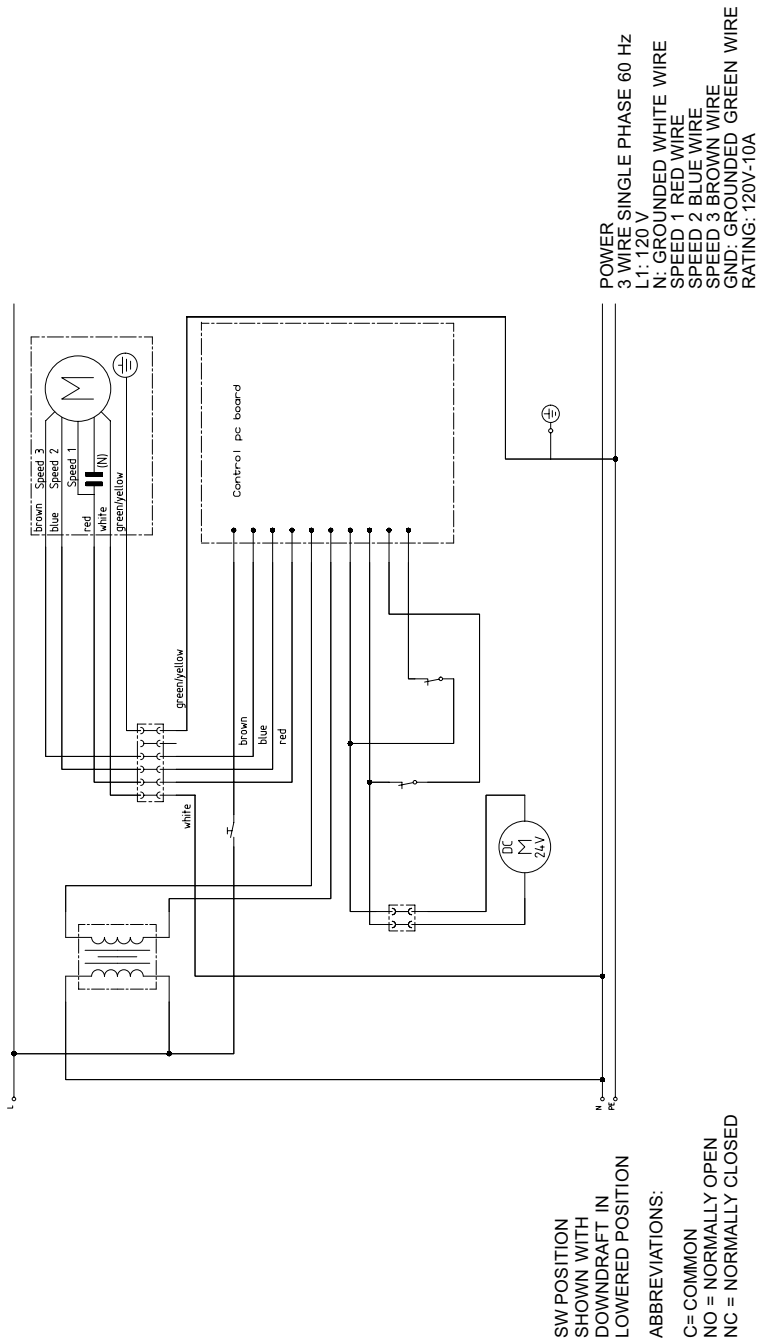 L
brown Speed 3
blue Speed 2
Speed 1
red
(N)
white
green/yellow
M
green/yellow
white
brown
blue
red
Control pc board
DC
M
24V
N
PE
POWER
3 WIRE SINGLE PHASE 60 Hz
L1: 120 V
N: GROUNDED WHITE WIRE
SPEED 1 RED WIRE
SPEED 2 BLUE WIRE
SPEED 3 BROWN WIRE
GND: GROUNDED GREEN WIRE
RATING: 120V-10A
SW POSITION
SHOWN WITH
DOWNDRAFT IN
LOWERED POSITION
ABBREVIATIONS:
C= COMMON
NO = NORMALLY OPEN
NC = NORMALLY CLOSED